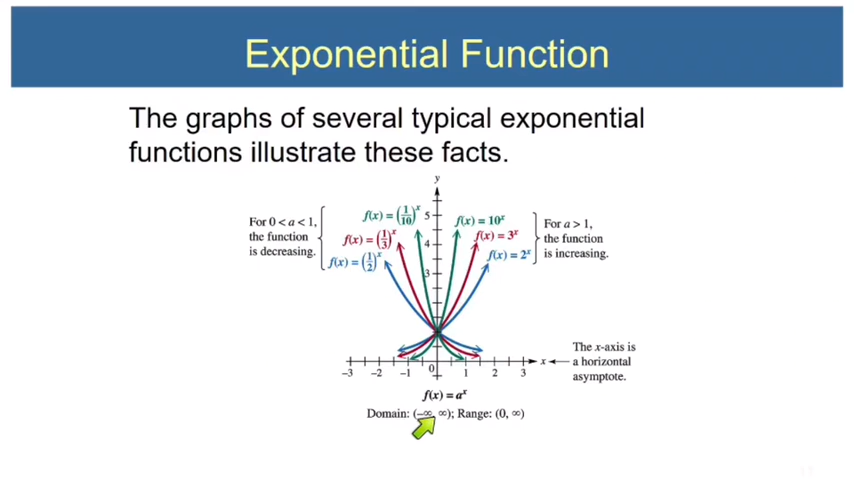 Exponential Function
The graphs of several typical exponential
functions illustrate these facts.
y
For 0 < a < 1,
the function
is decreasing.
f(x) = (1/10)^x
f(x) = (1/3)^x
f(x) = (1/2)^x
5
4
3
f(x) = 10^x
f(x) = 3^x
f(x) = 2^x
For a > 1,
the function
is increasing.
–3 –2 –1 0 1 2 3 x
The x-axis is
a horizontal
asymptote.
f(x) = a^x
Domain: (–∞, ∞); Range: (0, ∞)